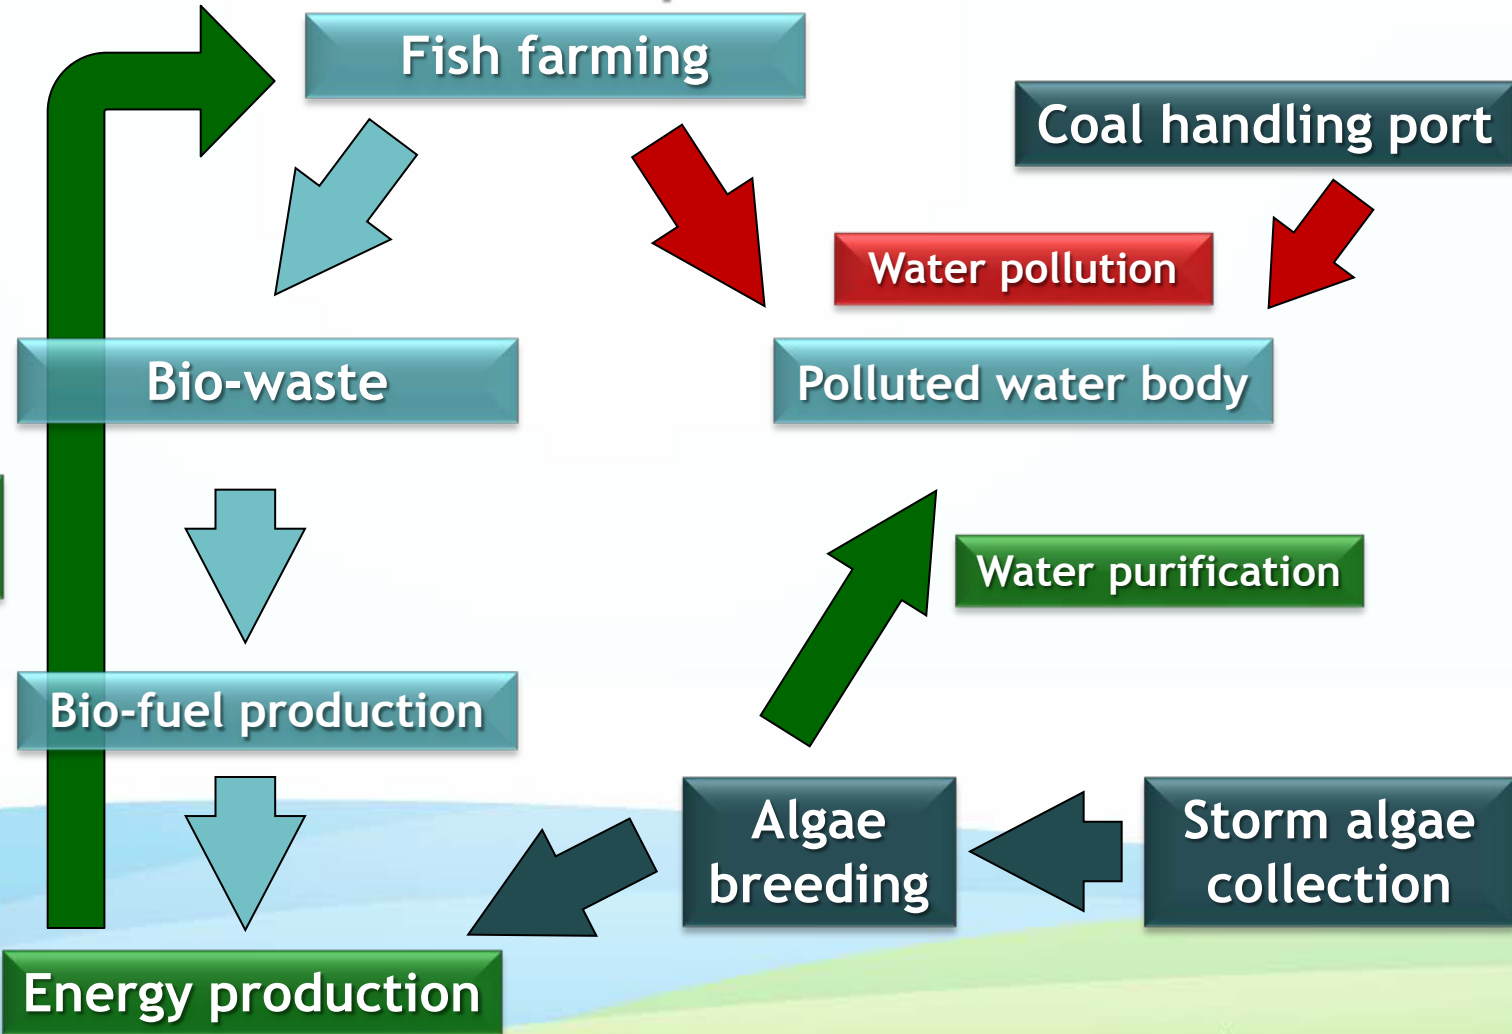 Fish farming
Coal handling port
Water pollution
Bio-waste
Polluted water body
Water purification
Bio-fuel production
Algae
breeding
Storm algae
collection
Energy production